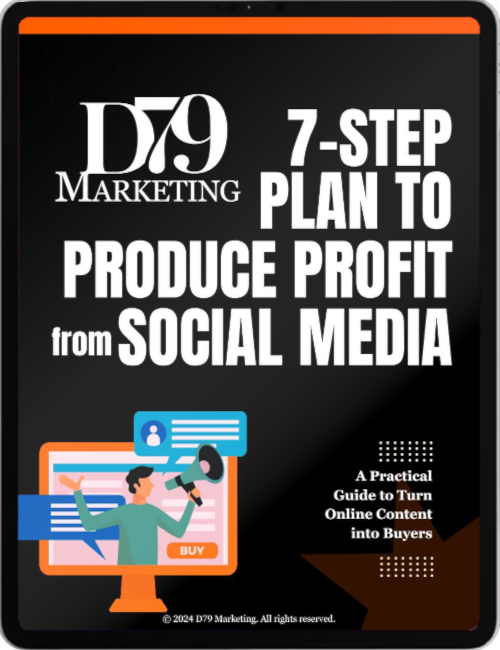 D79
MARKETING
7-STEP
PLAN TO
PRODUCE PROFIT
from SOCIAL MEDIA
BUY
A Practical
Guide to Turn
Online Content
into Buyers
© 2024 D79 Marketing. All rights reserved.